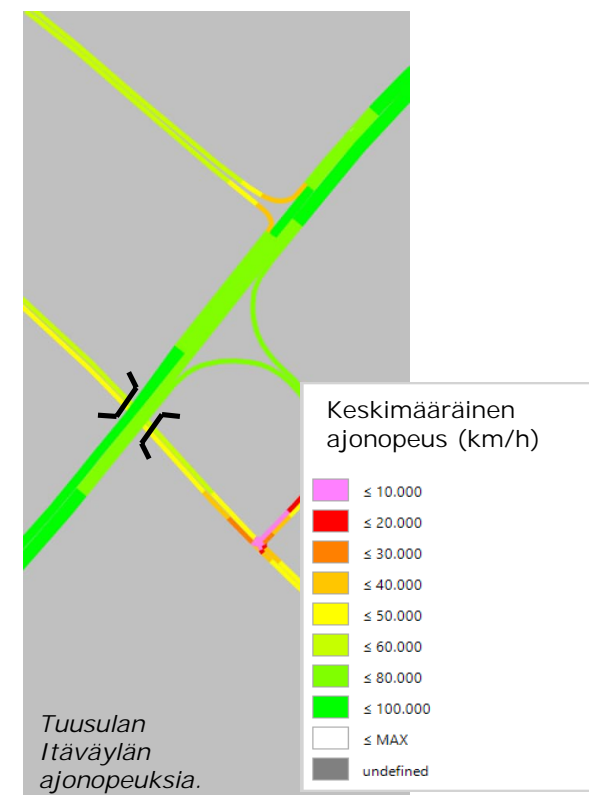 Keskimääräinen
ajonopeus (km/h)
≤ 10.000
≤ 20.000
≤ 30.000
≤ 40.000
≤ 50.000
≤ 60.000
≤ 80.000
≤ 100.000
≤ MAX
undefined
Tuusulan
Itäväylän
ajonopeuksia.